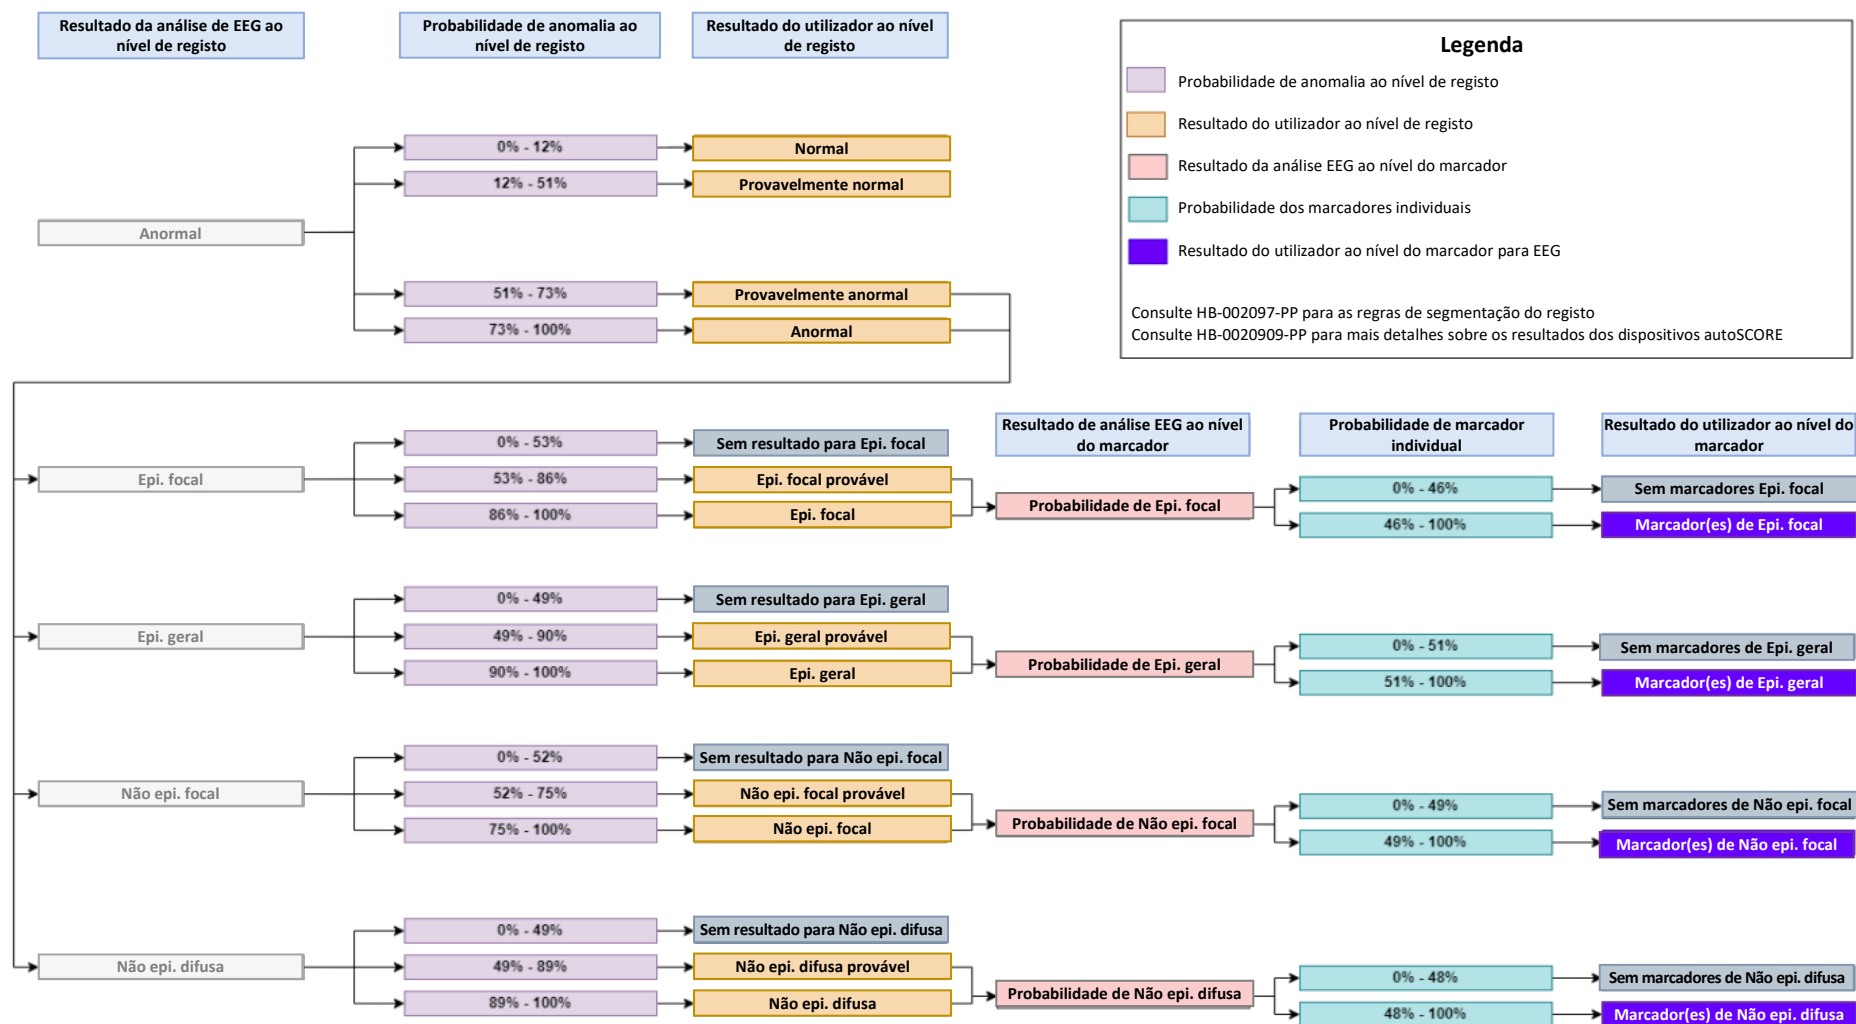 Resultado da análise de EEG ao
nível de registo
Probabilidade de anomalia ao
nível de registo
Resultado do utilizador ao nível
de registo
Legenda
Probabilidade de anomalia ao nível de registo
Resultado do utilizador ao nível de registo
Resultado da análise EEG ao nível do marcador
Probabilidade dos marcadores individuais
Resultado do utilizador ao nível do marcador para EEG
Consulte HB-002097-PP para as regras de segmentação do registo
Consulte HB-0020909-PP para mais detalhes sobre os resultados dos dispositivos autoSCORE
Anormal
0% - 12%
Normal
12% - 51%
Provavelmente normal
51% - 73%
Provavelmente anormal
73% - 100%
Anormal
Resultado de análise EEG ao nível
do marcador
Probabilidade de marcador
individual
Resultado do utilizador ao nível do
marcador
Epi. focal
0% - 53%
Sem resultado para Epi. focal
53% - 86%
Epi. focal provável
86% - 100%
Epi. focal
Probabilidade de Epi. focal
0% - 46%
Sem marcadores Epi. focal
46% - 100%
Marcador(es) de Epi. focal
Epi. geral
0% - 49%
Sem resultado para Epi. geral
49% - 90%
Epi. geral provável
90% - 100%
Epi. geral
Probabilidade de Epi. geral
0% - 51%
Sem marcadores de Epi. geral
51% - 100%
Marcador(es) de Epi. geral
Não epi. focal
0% - 52%
Sem resultado para Não epi. focal
52% - 75%
Não epi. focal provável
75% - 100%
Não epi. focal
Probabilidade de Não epi. focal
0% - 49%
Sem marcadores de Não epi. focal
49% - 100%
Marcador(es) de Não epi. focal
Não epi. difusa
0% - 49%
Sem resultado para Não epi. difusa
49% - 89%
Não epi. difusa provável
89% - 100%
Não epi. difusa
Probabilidade de Não epi. difusa
0% - 48%
Sem marcadores de Não epi. difusa
48% - 100%
Marcador(es) de Não epi. difusa